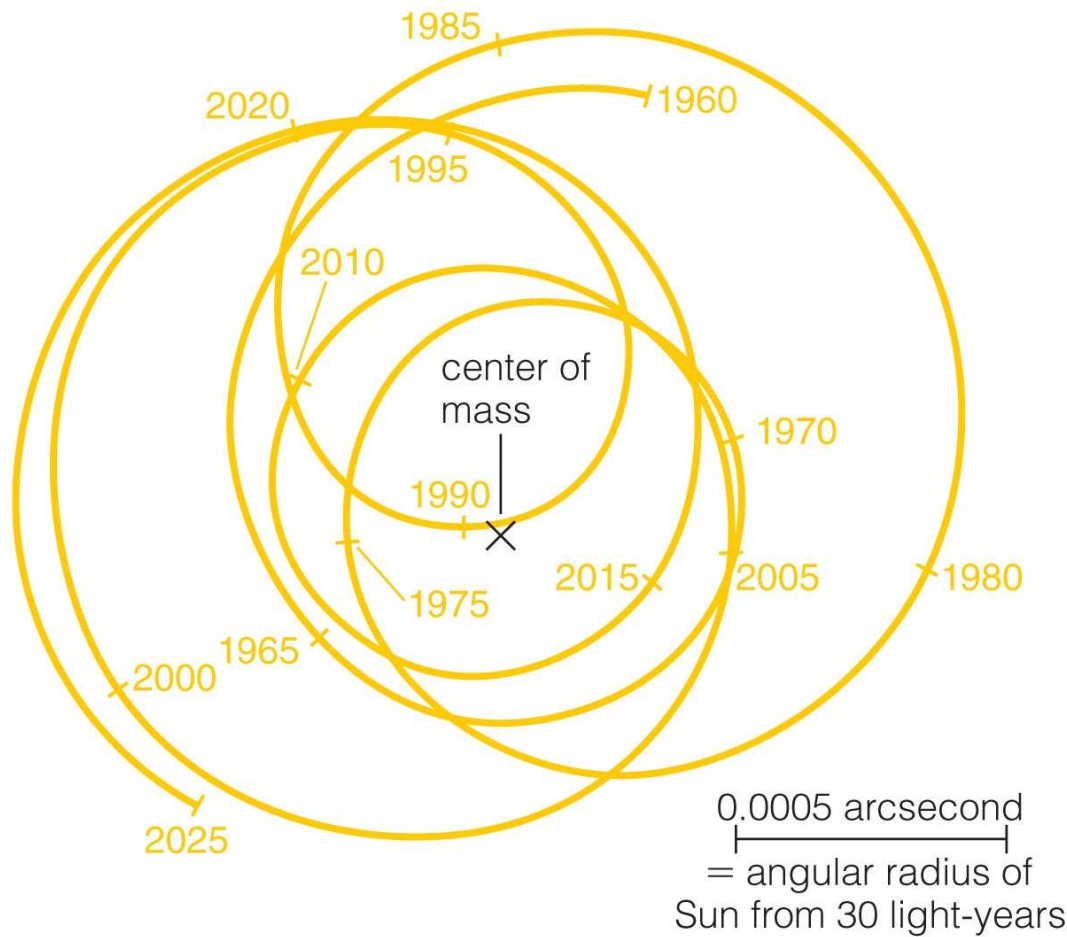 1985
1960
2020
1995
2010
center of
mass
1970
1990
2015
2005
1980
1975
1965
2000
0.0005 arcsecond
2025
= angular radius of
Sun from 30 light-years